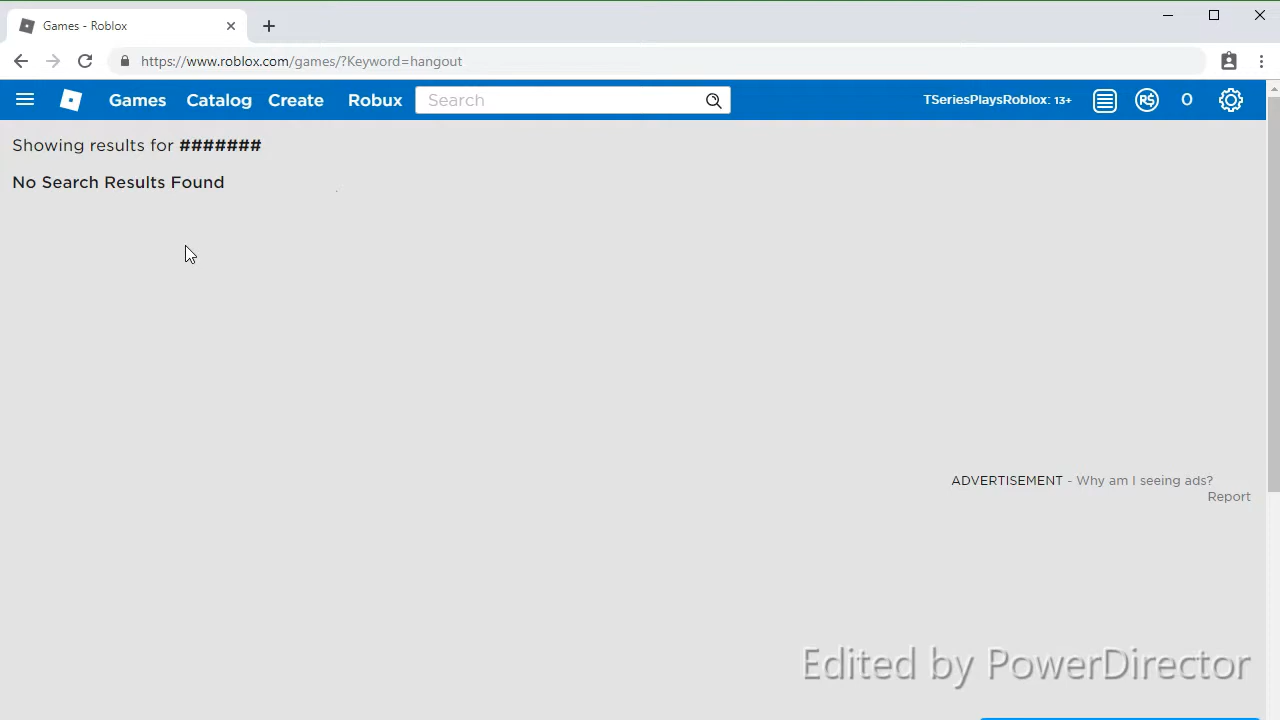 Games - Roblox
https://www.roblox.com/games/?Keyword=hangout
Games Catalog Create Robux Search TSeriesPlaysRoblox: 13+ R$ 0
Showing results for #######
No Search Results Found
ADVERTISEMENT - Why am I seeing ads?
Report
Edited by PowerDirector